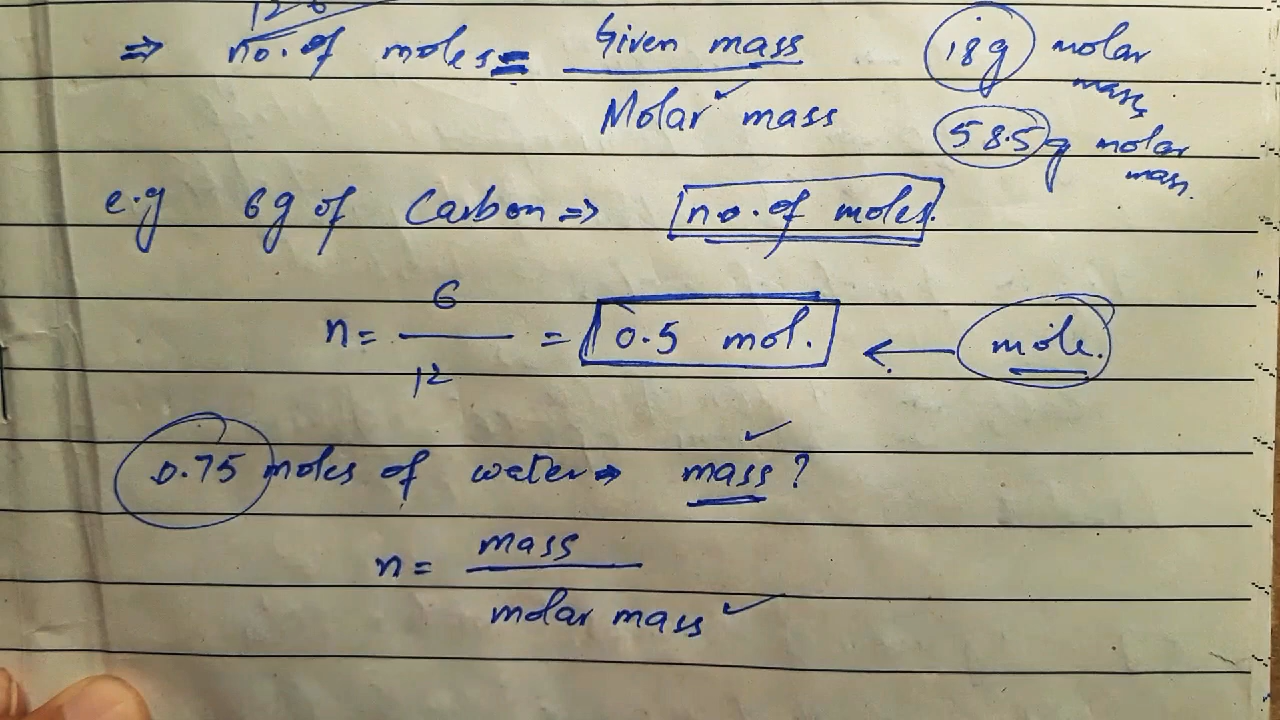 ⇒ no. of moles = Given mass / Molar mass ✓
18g molar mass
58.5g molar mass.
e.g 6g of Carbon ⇒ no. of moles.
n = 6 / 12 = 0.5 mol. ← mole.
0.75 moles of water ⇒ mass ? ✓
n = mass / molar mass ✓